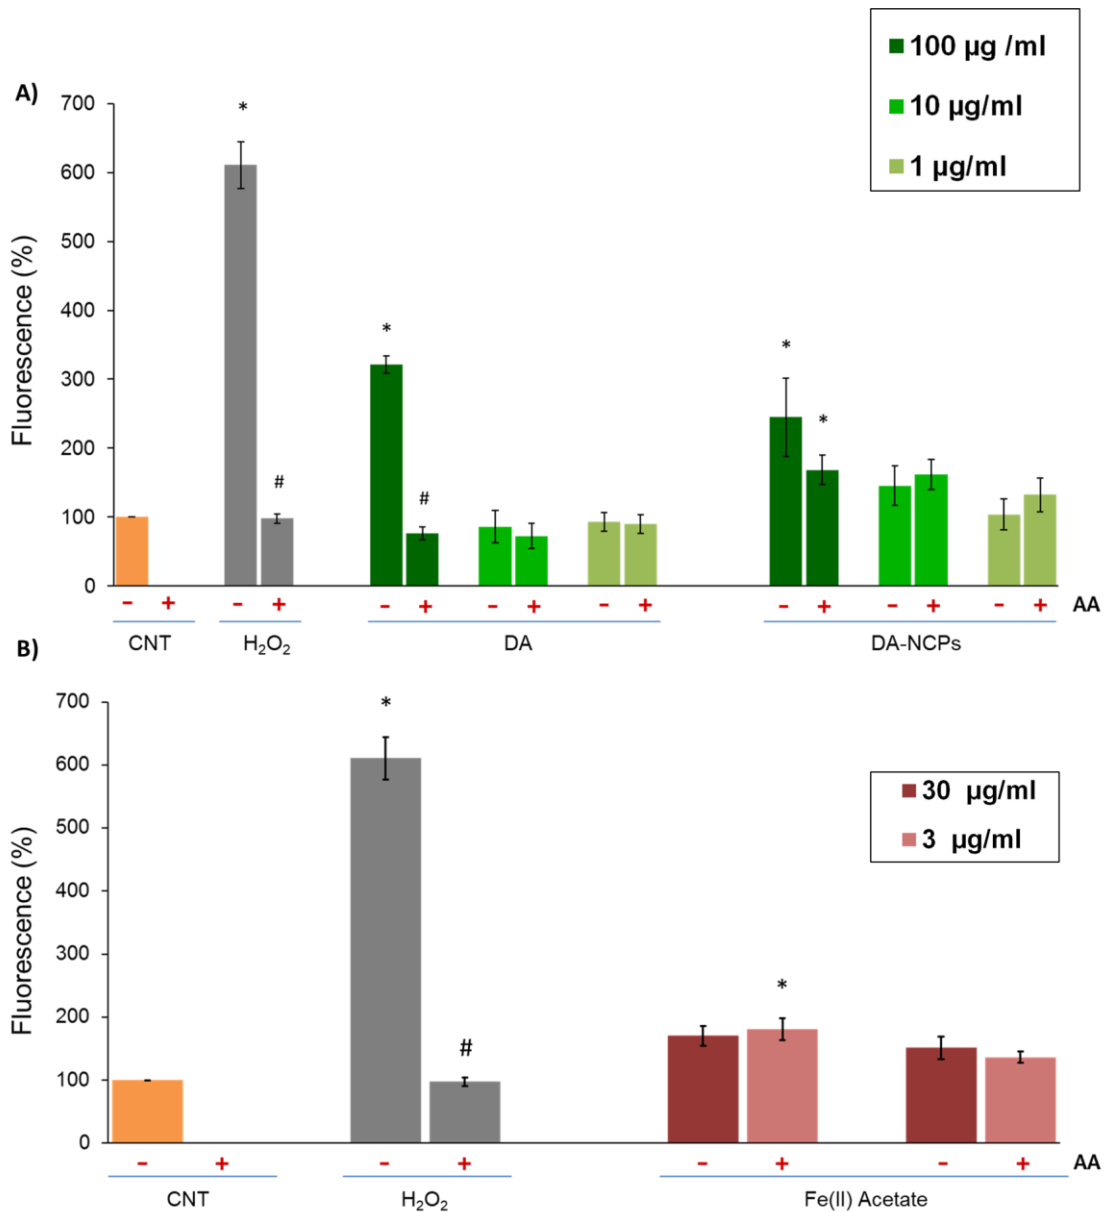 100 µg /ml
10 µg/ml
1 µg/ml
A)
700
600
500
400
300
200
100
0
Fluorescence (%)
*
#
*
#
*
*
- + - + - + - + - + - + - + - + AA
CNT H₂O₂ DA DA-NCPs
B)
700
600
500
400
300
200
100
0
Fluorescence (%)
*
#
*
30 µg/ml
3 µg/ml
- + - + - + - + AA
CNT H₂O₂ Fe(II) Acetate